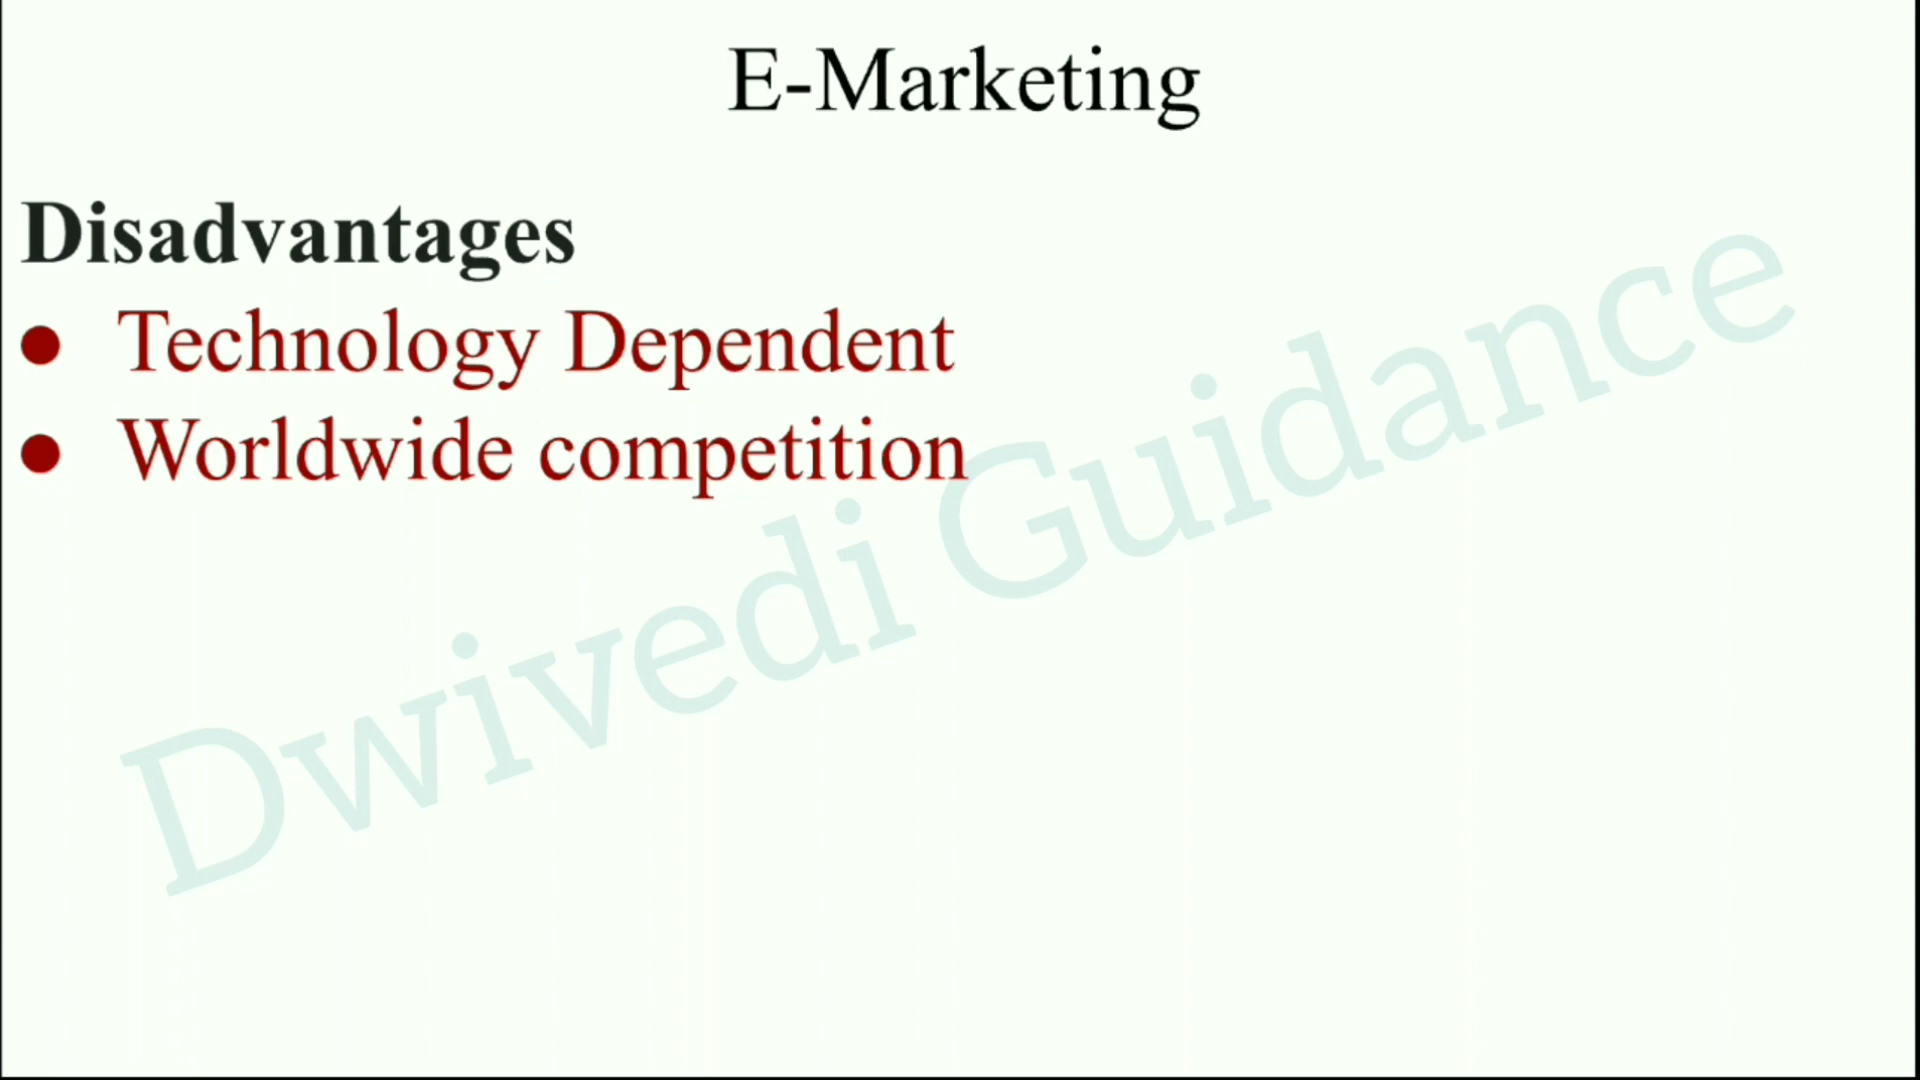 E-Marketing
Disadvantages
● Technology Dependent
● Worldwide competition
Dwivedi Guidance